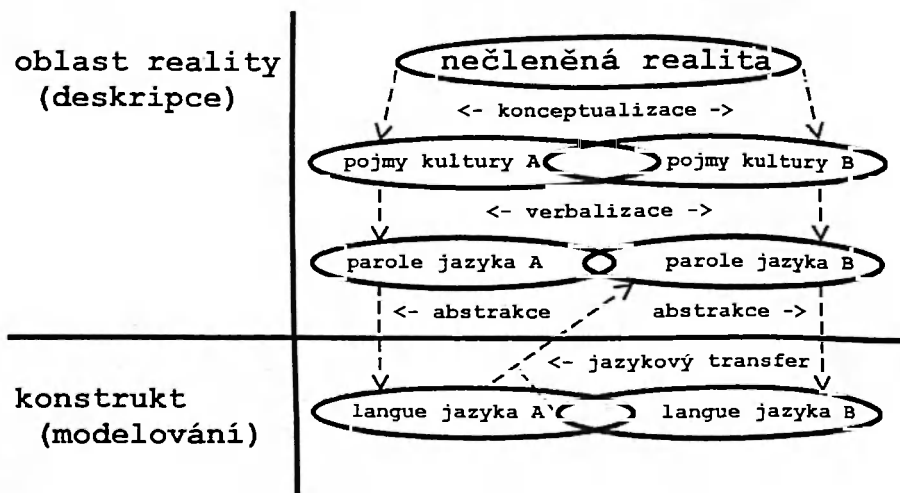 oblast reality
(deskripce)
nečleněná realita
<- konceptualizace ->
pojmy kultury A
pojmy kultury B
<- verbalizace ->
parole jazyka A
parole jazyka B
<- abstrakce
abstrakce ->
<- jazykový transfer
konstrukt
(modelování)
langue jazyka A
langue jazyka B